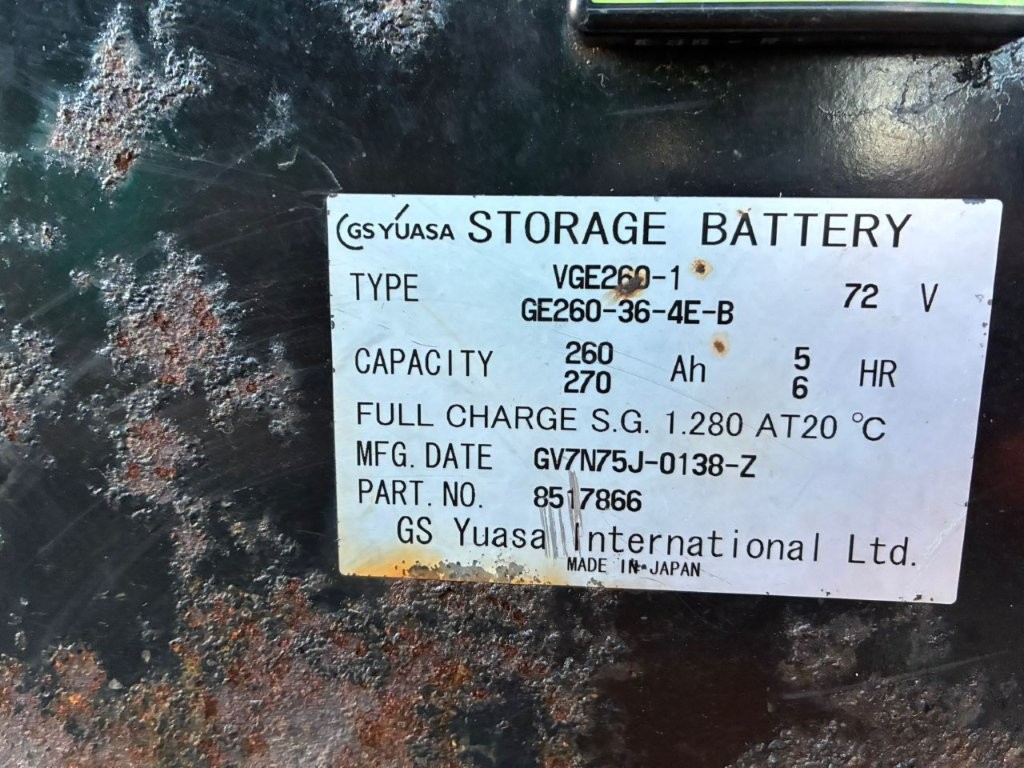 GS YUASA STORAGE BATTERY
TYPE VGE260-1 72 V
GE260-36-4E-B
CAPACITY 260 Ah 5 HR
270 6
FULL CHARGE S.G. 1.280 AT20 ℃
MFG. DATE GV7N75J-0138-Z
PART. NO. 8517866
GS Yuasa International Ltd.
MADE IN JAPAN